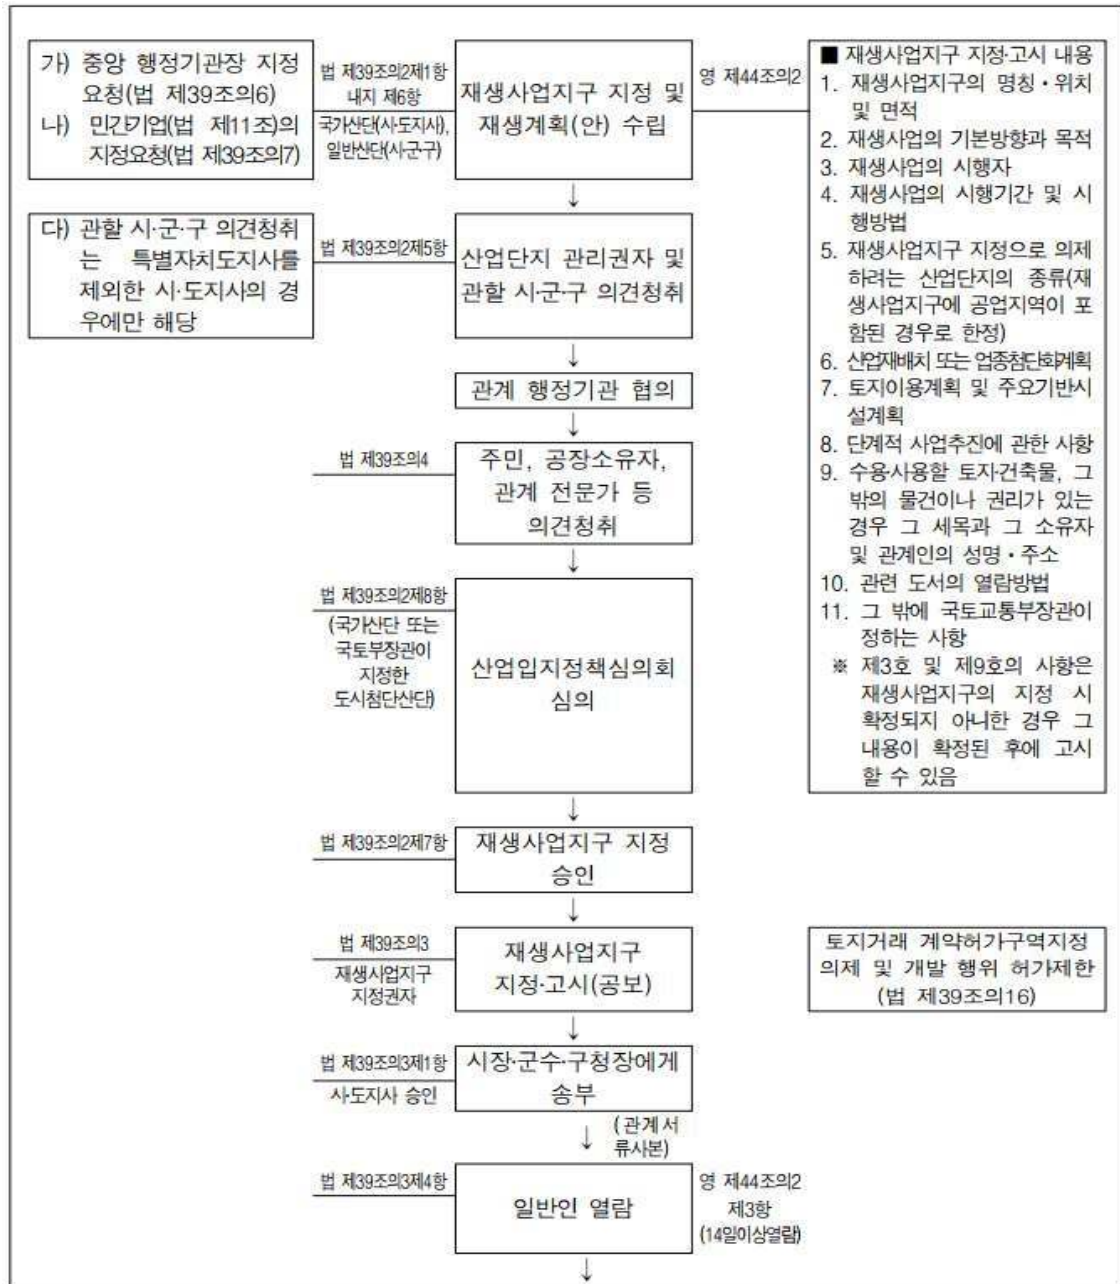 가) 중앙 행정기관장 지정
요청(법 제39조의6)
나) 민간기업(법 제11조)의
지정요청(법 제39조의7)
법 제39조의2제1항
내지 제6항
국가산단(시·도지사),
일반산단(시·군·구)
재생사업지구 지정 및
재생계획(안) 수립
영 제44조의2
■ 재생사업지구 지정·고시 내용
1. 재생사업지구의 명칭・위치
및 면적
2. 재생사업의 기본방향과 목적
3. 재생사업의 시행자
4. 재생사업의 시행기간 및 시
행방법
5. 재생사업지구 지정으로 의제
하려는 산업단지의 종류(재
생사업지구에 공업지역이 포
함된 경우로 한정)
6. 산업재배치 또는 업종첨단화계획
7. 토지이용계획 및 주요기반시
설계획
8. 단계적 사업추진에 관한 사항
9. 수용·사용할 토지·건축물, 그
밖의 물건이나 권리가 있는
경우 그 세목과 그 소유자
및 관계인의 성명・주소
10. 관련 도서의 열람방법
11. 그 밖에 국토교통부장관이
정하는 사항
※ 제3호 및 제9호의 사항은
재생사업지구의 지정 시
확정되지 아니한 경우 그
내용이 확정된 후에 고시
할 수 있음
↓
다) 관할 시·군·구 의견청취
는 특별자치도지사를
제외한 시·도지사의 경
우에만 해당
법 제39조의2제5항
산업단지 관리권자 및
관할 시·군·구 의견청취
↓
관계 행정기관 협의
↓
법 제39조의4
주민, 공장소유자,
관계 전문가 등
의견청취
↓
법 제39조의2제8항
(국가산단 또는
국토부장관이
지정한
도시첨단산단)
산업입지정책심의회
심의
↓
법 제39조의2제7항
재생사업지구 지정
승인
↓
법 제39조의3
재생사업지구
지정권자
재생사업지구
지정·고시(공보)
토지거래 계약허가구역지정
의제 및 개발 행위 허가제한
(법 제39조의16)
↓
법 제39조의3제1항
시·도지사 승인
시장·군수·구청장에게
송부
↓
(관계서
류사본)
법 제39조의3제4항
일반인 열람
영 제44조의2
제3항
(14일이상열람)
↓